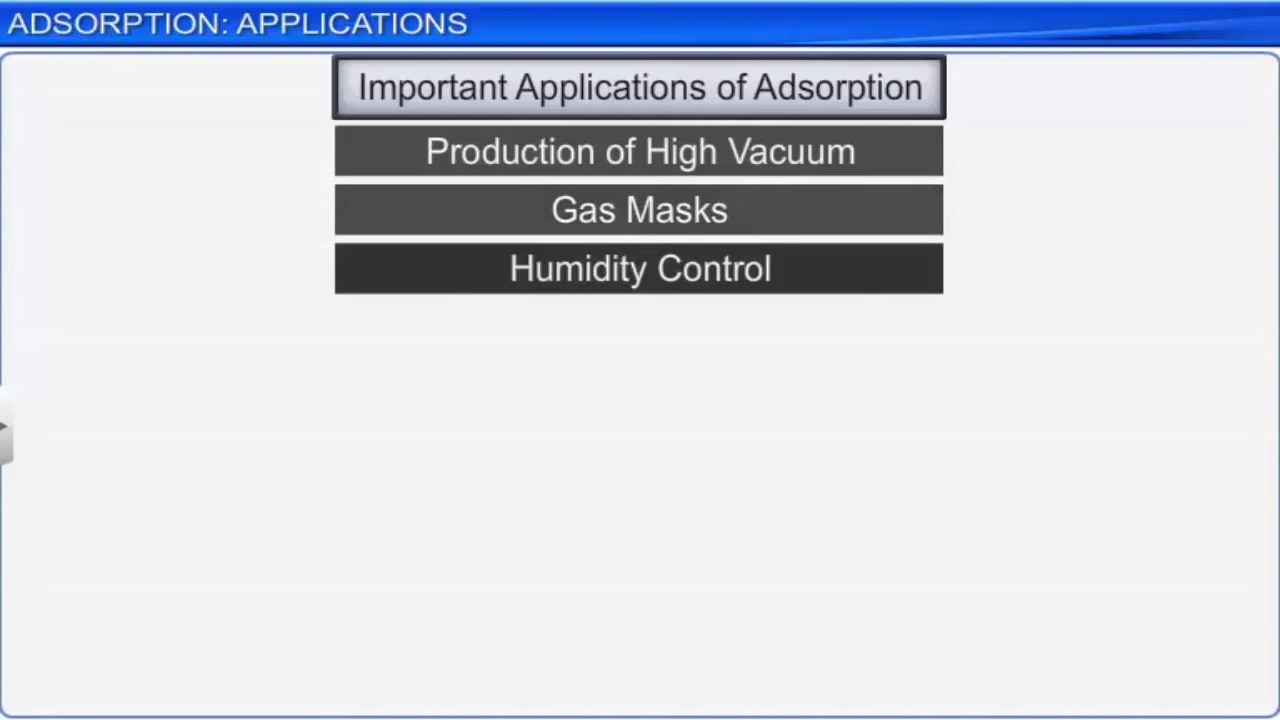 ADSORPTION: APPLICATIONS
Important Applications of Adsorption
Production of High Vacuum
Gas Masks
Humidity Control